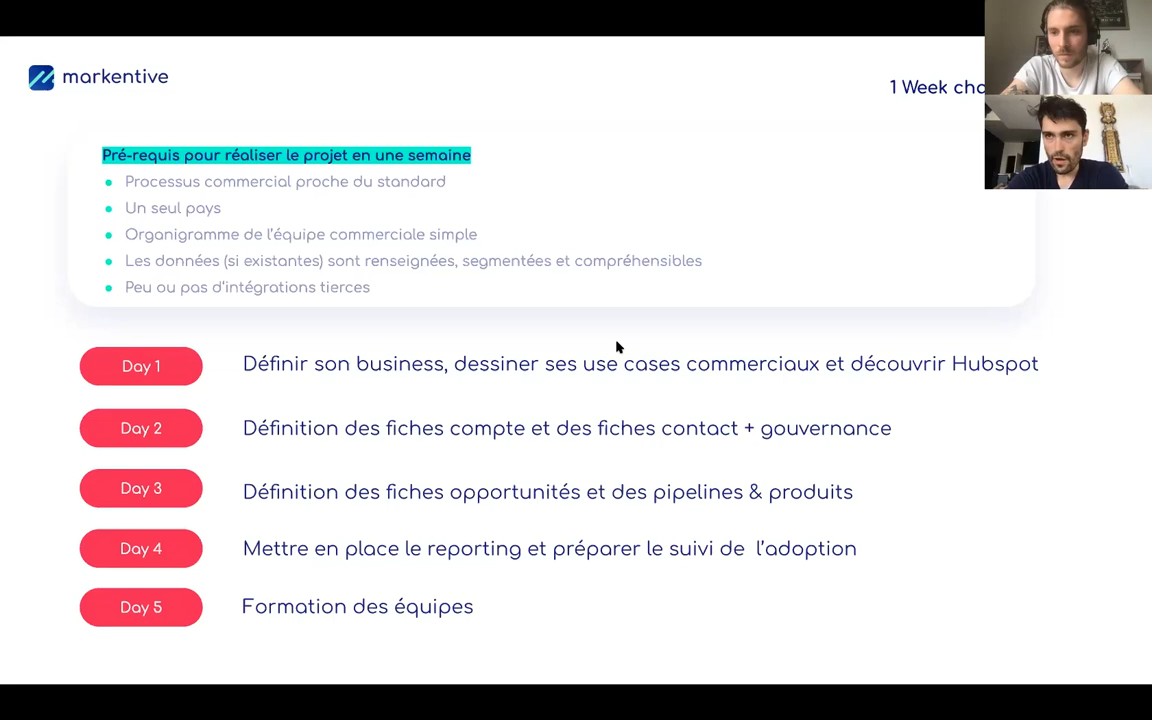 markentive
1 Week
Pré-requis pour réaliser le projet en une semaine
Processus commercial proche du standard
Un seul pays
Organigramme de l'équipe commerciale simple
Les données (si existantes) sont renseignées, segmentées et compréhensibles
Peu ou pas d'intégrations tierces
Day 1
Définir son business, dessiner ses use cases commerciaux et découvrir Hubspot
Day 2
Définition des fiches compte et des fiches contact + gouvernance
Day 3
Définition des fiches opportunités et des pipelines & produits
Day 4
Mettre en place le reporting et préparer le suivi de  l'adoption
Day 5
Formation des équipes